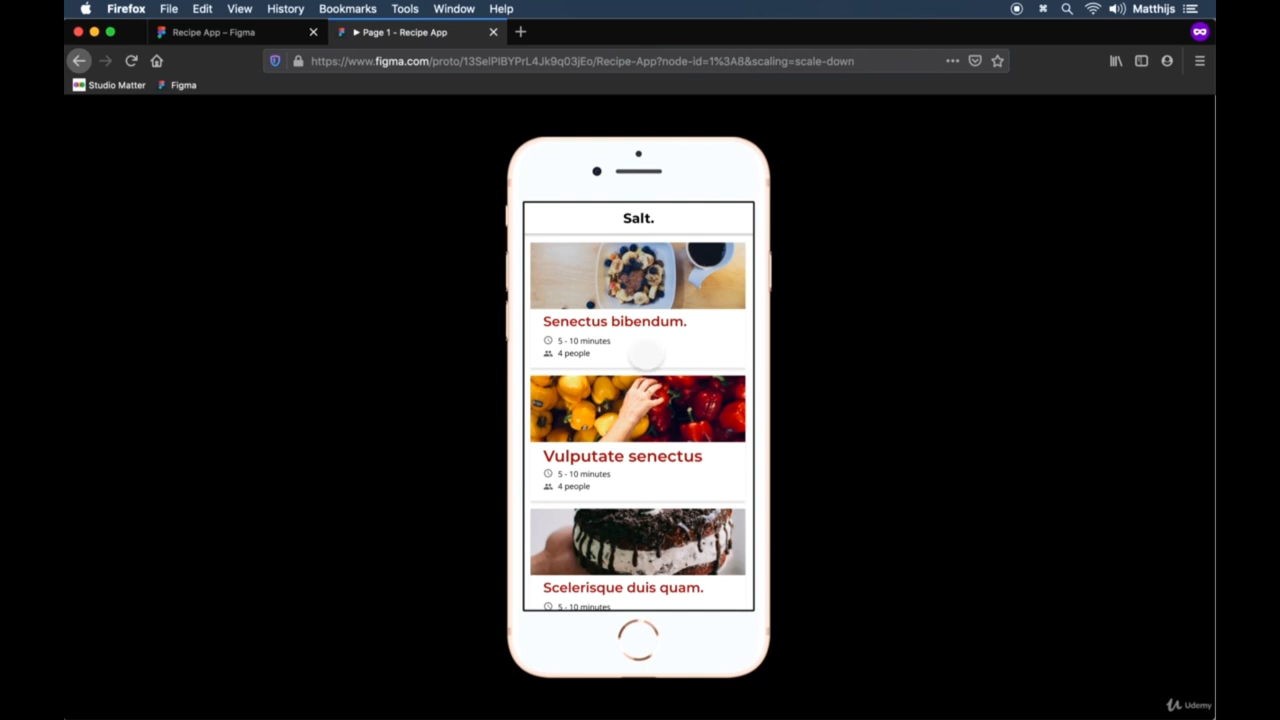 Firefox File Edit View History Bookmarks Tools Window Help Matthijs
Recipe App – Figma
▶ Page 1 - Recipe App
https://www.figma.com/proto/13SelPIBYPrL4Jk9q03jEo/Recipe-App?node-id=1%3A8&scaling=scale-down
Studio Matter Figma
Salt.
Senectus bibendum.
5 - 10 minutes
4 people
Vulputate senectus
5 - 10 minutes
4 people
Scelerisque duis quam.
5 - 10 minutes
Udemy